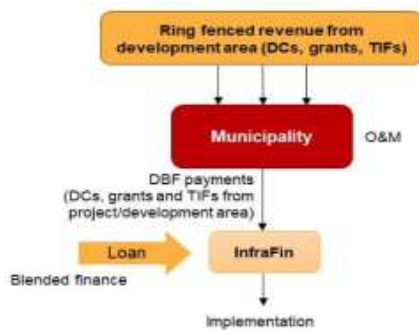 Ring fenced revenue from
development area (DCs, grants, TIFs)
Municipality
O&M
DBF payments
(DCs, grants and TIFs from
project/development area)
Loan
InfraFin
Blended finance
Implementation